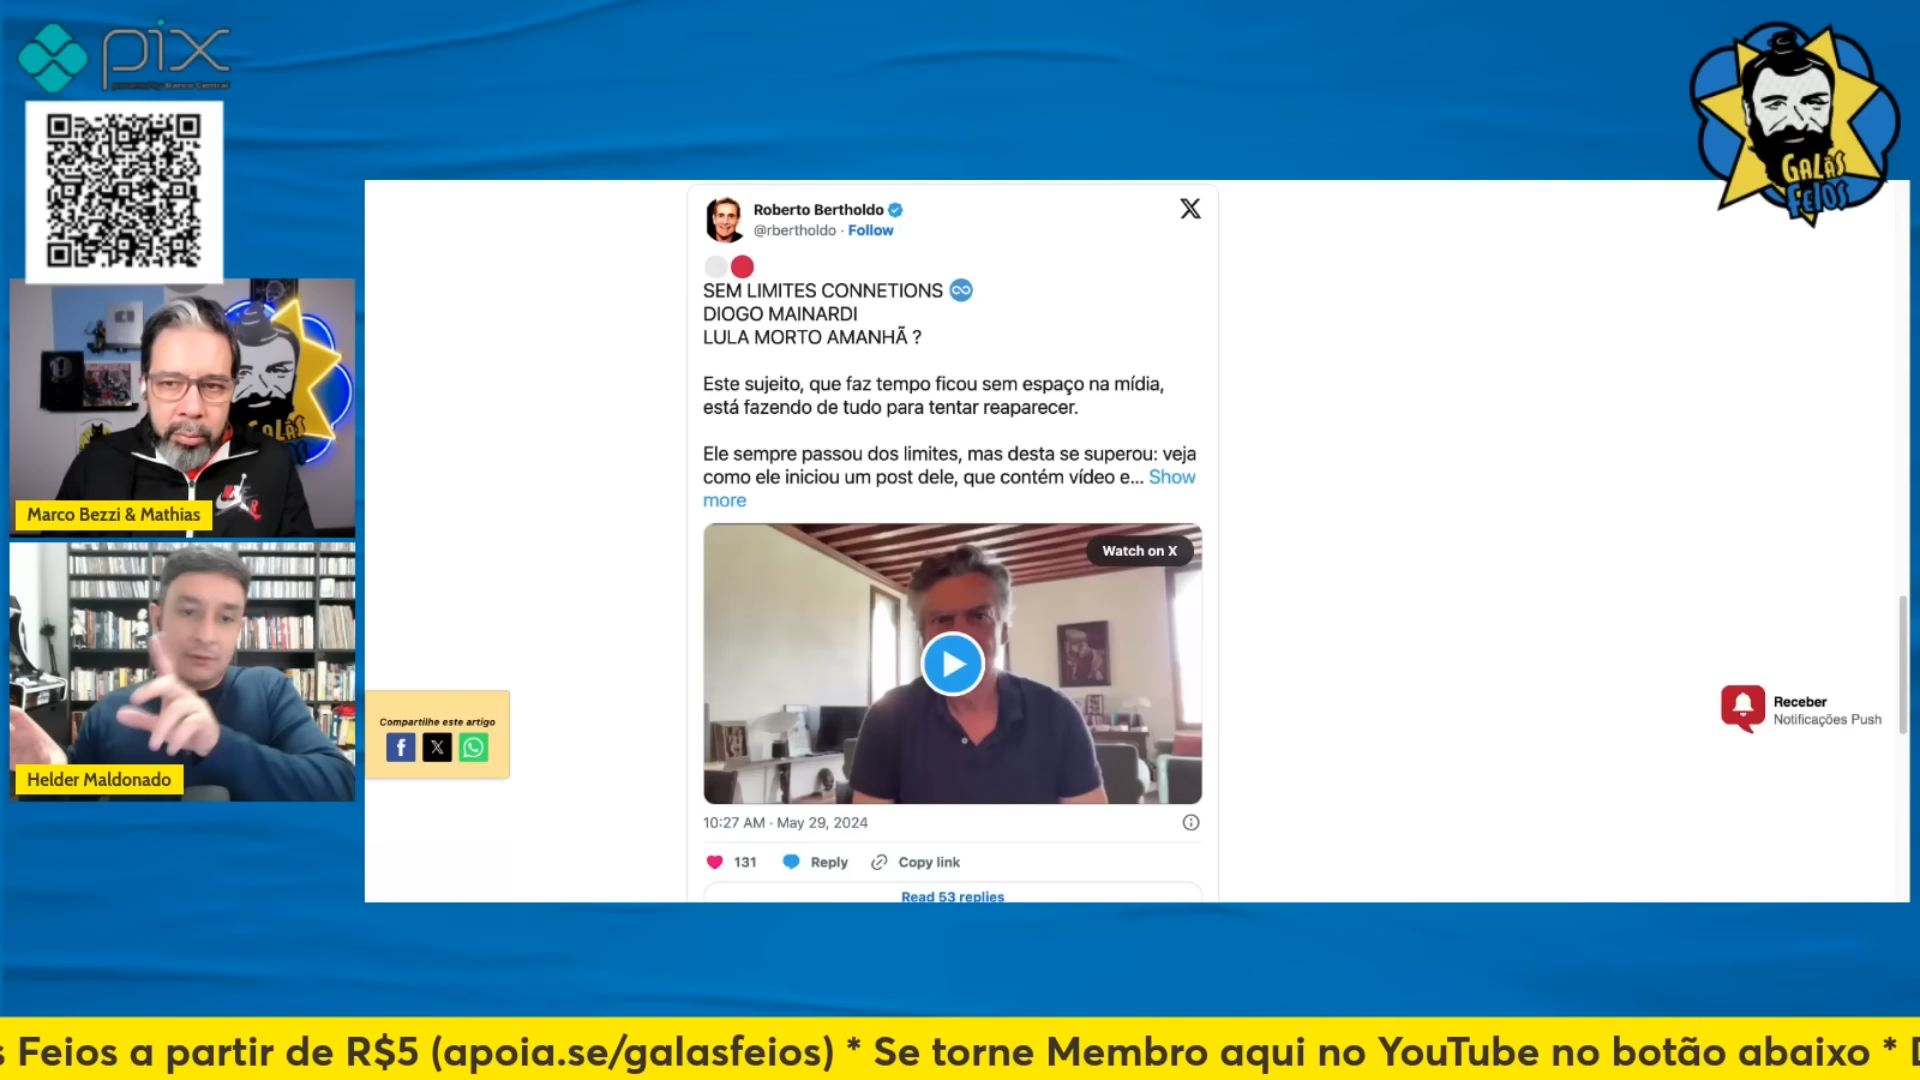 pix
powered by Banco Central
GALÃS
FEIOS
Marco Bezzi & Mathias
Helder Maldonado
Roberto Bertholdo
@rbertholdo · Follow
SEM LIMITES CONNETIONS
DIOGO MAINARDI
LULA MORTO AMANHÃ ?
Este sujeito, que faz tempo ficou sem espaço na mídia,
está fazendo de tudo para tentar reaparecer.
Ele sempre passou dos limites, mas desta se superou: veja
como ele iniciou um post dele, que contém vídeo e... Show
more
Watch on X
10:27 AM · May 29, 2024
131 Reply Copy link
Read 53 replies
Compartilhe este artigo
Receber
Notificações Push
s Feios a partir de R$5 (apoia.se/galasfeios) * Se torne Membro aqui no YouTube no botão abaixo *